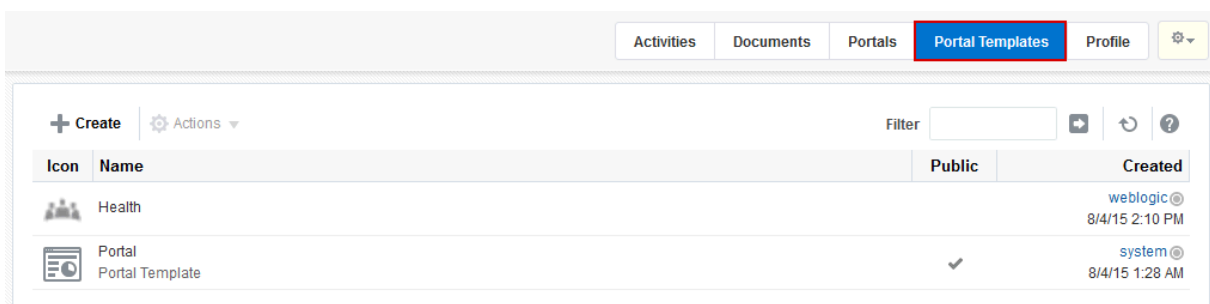 Activities Documents Portals Portal Templates Profile
Create Actions Filter
Icon Name Public Created
Health weblogic
8/4/15 2:10 PM
Portal system
Portal Template 8/4/15 1:28 AM